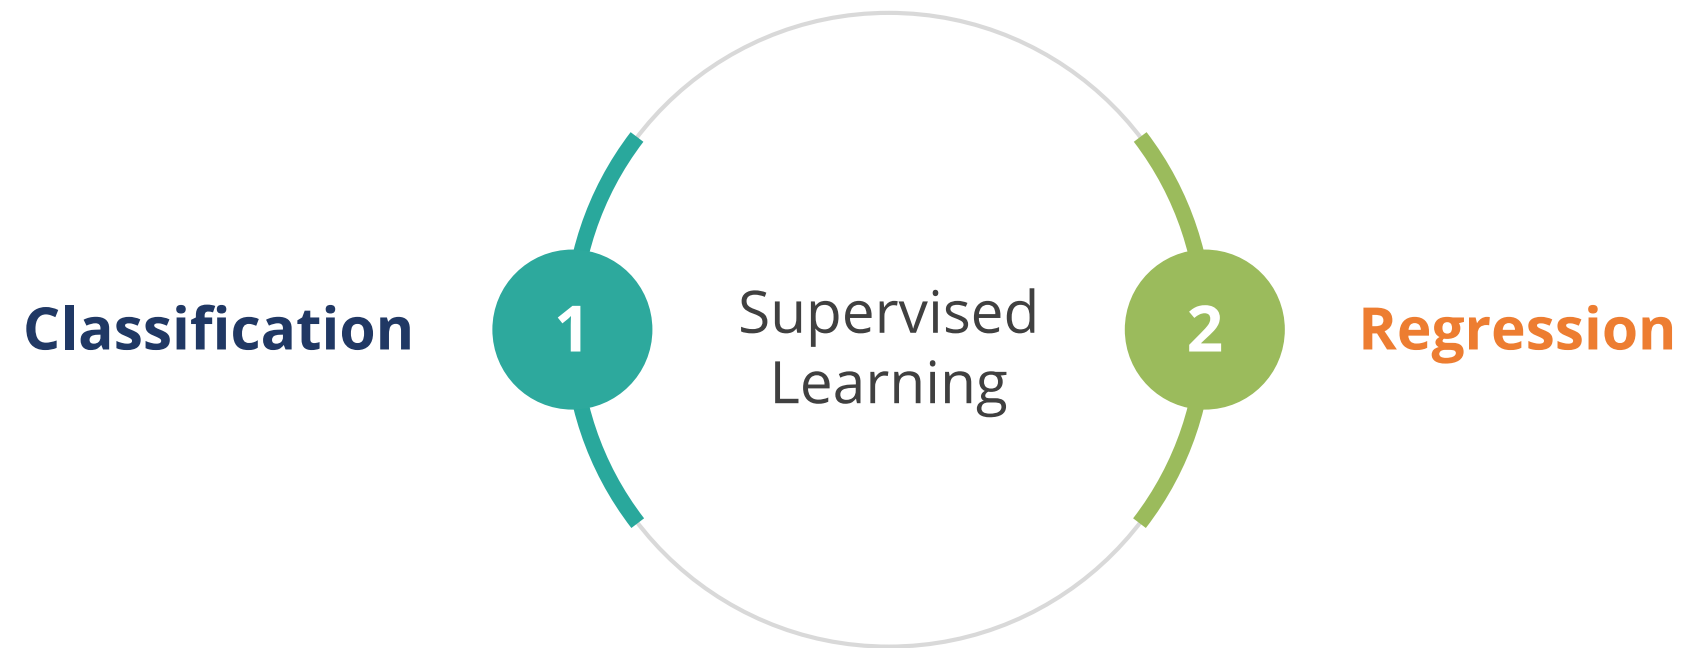 Classification
1
Supervised
Learning
2
Regression